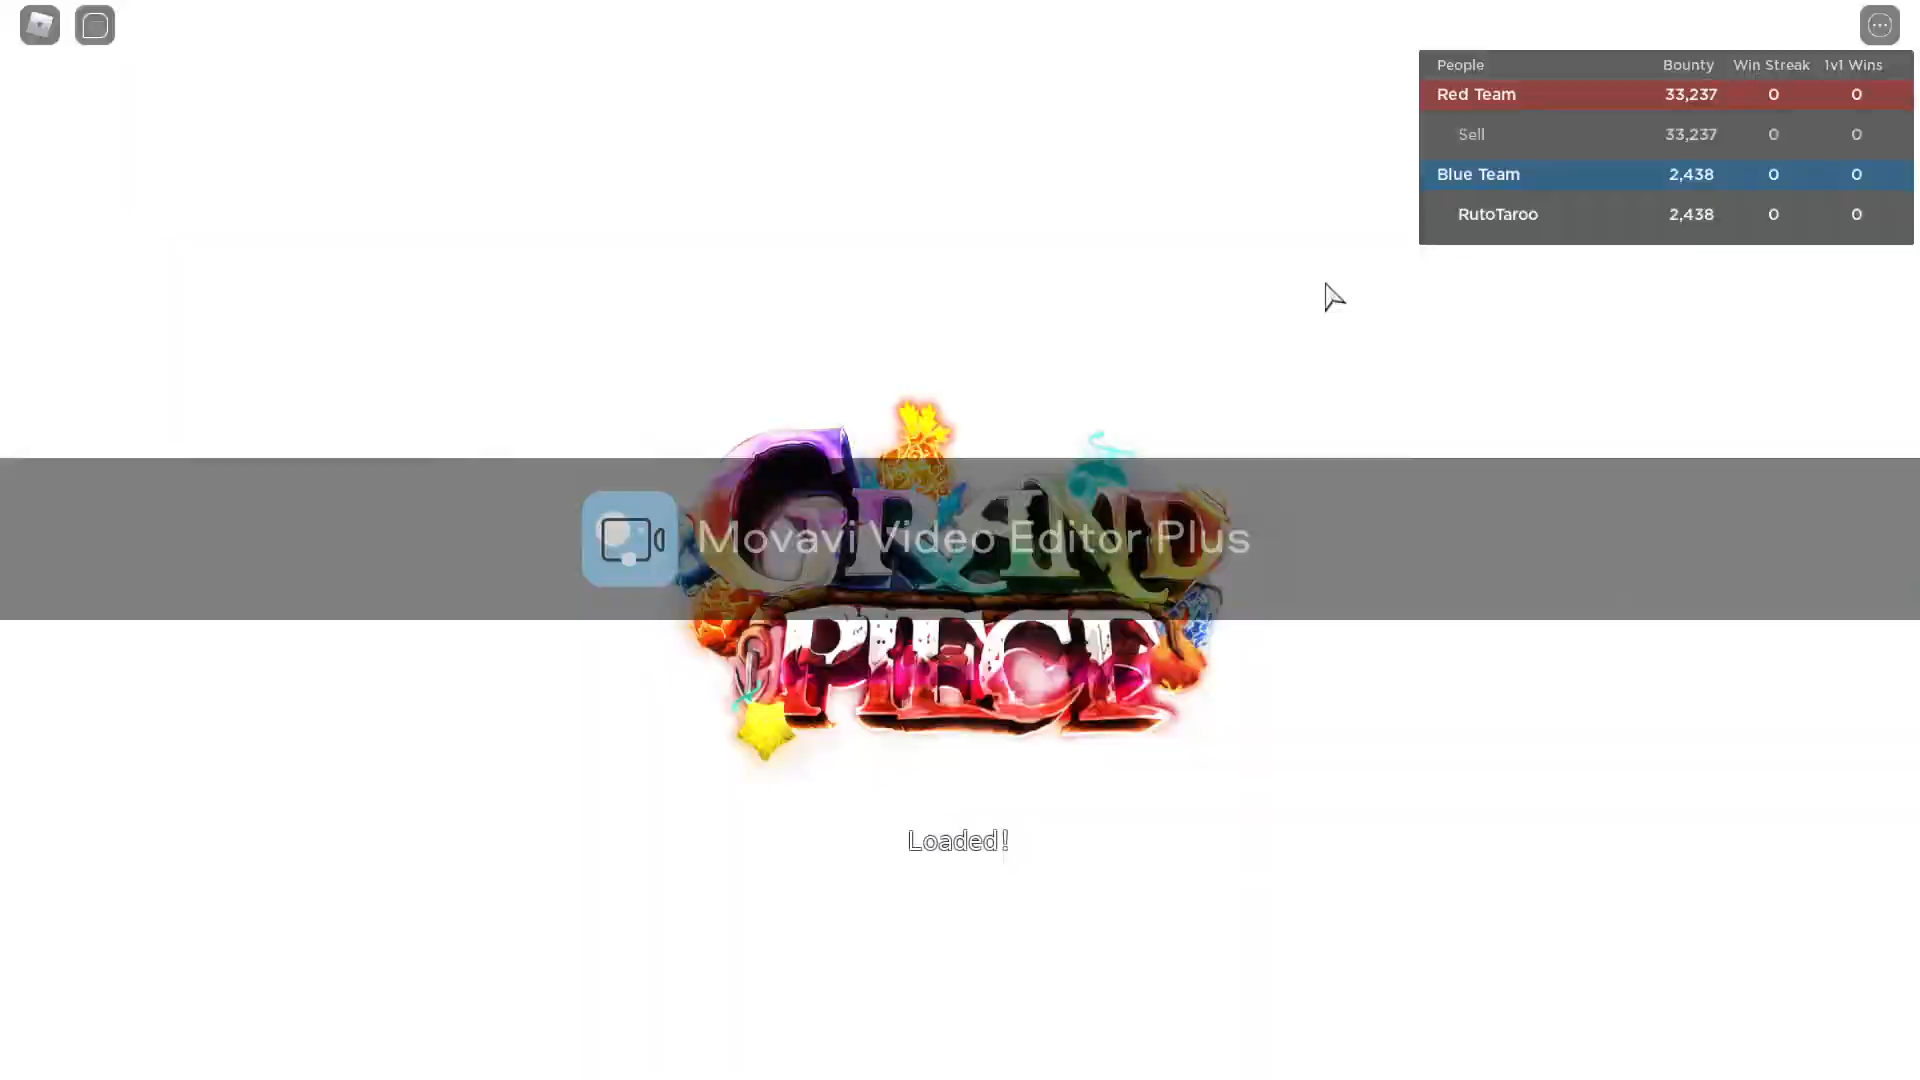 People Bounty Win Streak 1v1 Wins
Red Team 33,237 0 0
Sell 33,237 0 0
Blue Team 2,438 0 0
RutoTaroo 2,438 0 0
GRAND
Movavi Video Editor Plus
PIECE
Loaded!